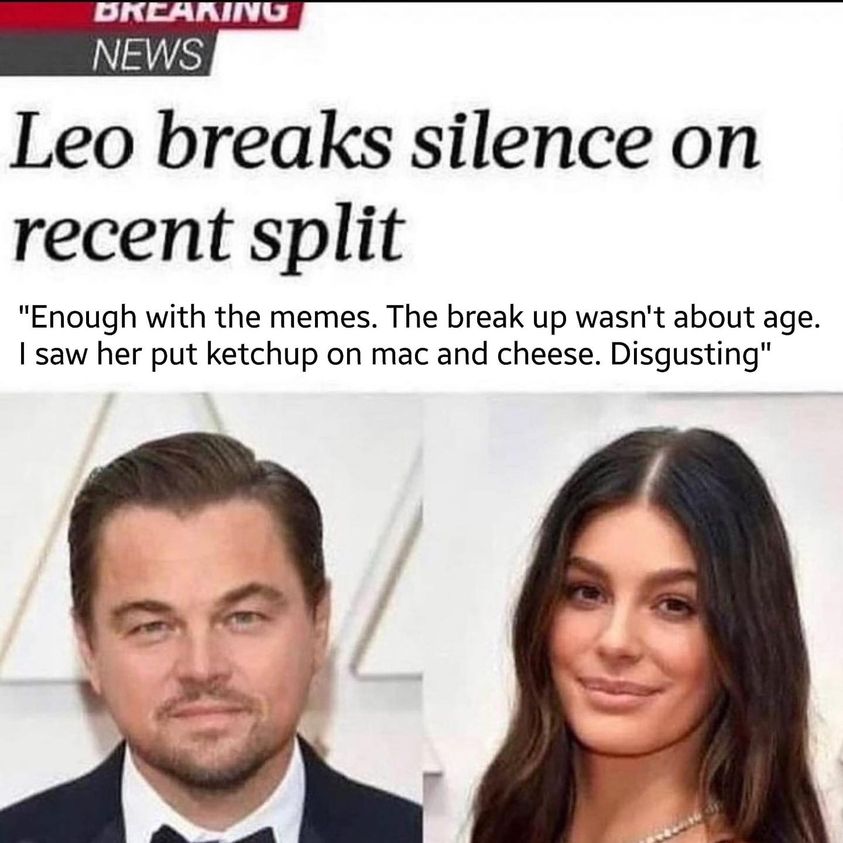 BREAKING
NEWS
Leo breaks silence on
recent split
"Enough with the memes. The break up wasn't about age.
I saw her put ketchup on mac and cheese. Disgusting"